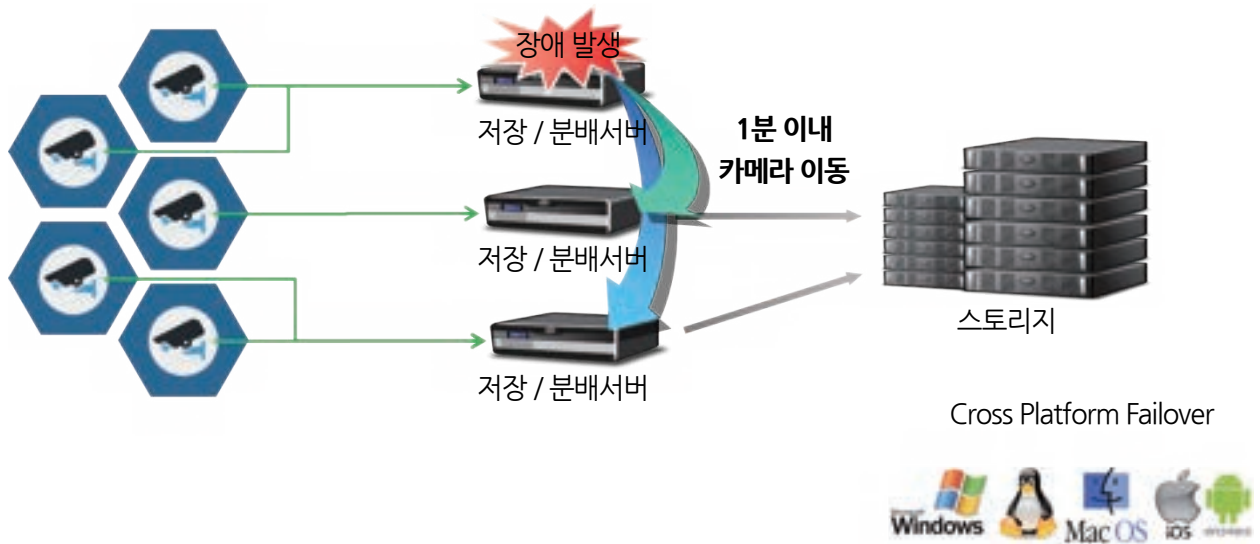 장애 발생
저장 / 분배서버
1분 이내
카메라 이동
저장 / 분배서버
스토리지
저장 / 분배서버
Cross Platform Failover
Windows
Mac OS
iOS